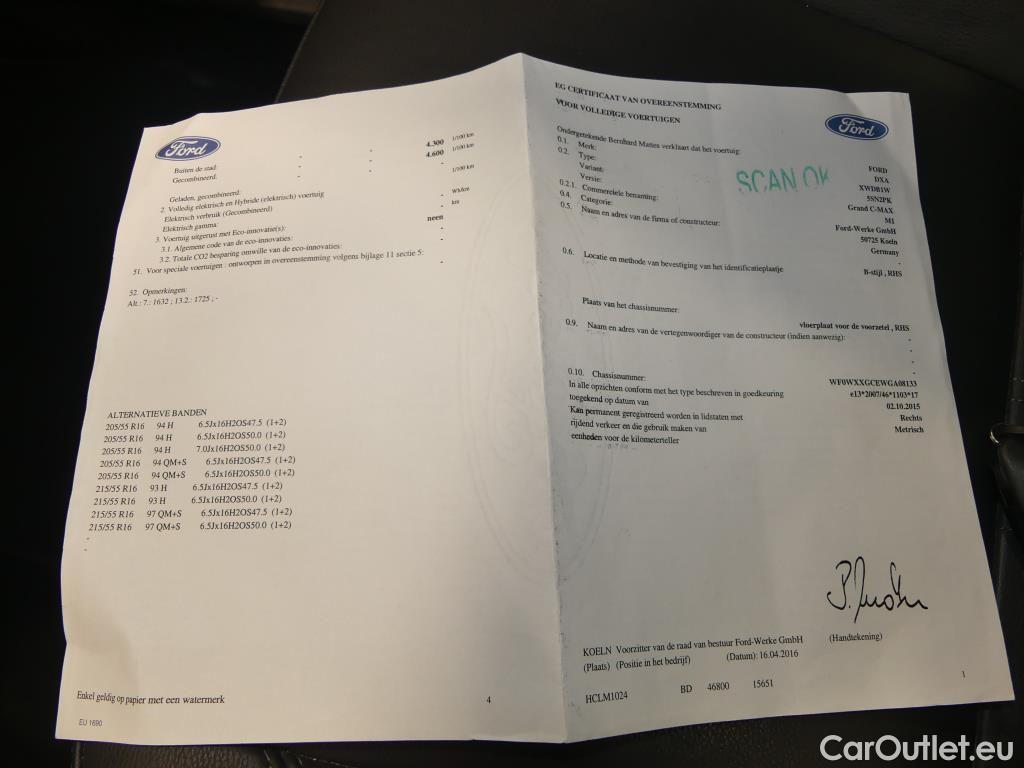 Ford
Buiten de stad: - - 4.300 l/100 km
Gecombineerd. - - 4.600 l/100 km
Geladen, gecombineerd: - l/100 km
2. Volledig elektrisch en Hybride (elektrisch) voertuig
Elektrisch verbruik (Gecombineerd) - Wh/km
Elektrisch gamma: - km
3. Voertuig uitgerust met Eco-innovatie(s): neen
3.1. Algemene code van de eco-innovaties: -
3.2. Totale CO2 besparing omwille van de eco-innovaties: -
51. Voor speciale voertuigen : ontworpen in overeenstemming volgens bijlage 11 sectie 5: -
52. Opmerkingen:
Alt.: 7.: 1632 ; 13.2.: 1725 ; -
ALTERNATIEVE BANDEN
205/55 R16 94 H 6.5Jx16H2OS47.5 (1+2)
205/55 R16 94 H 6.5Jx16H2OS50.0 (1+2)
205/55 R16 94 H 7.0Jx16H2OS50.0 (1+2)
205/55 R16 94 QM+S 6.5Jx16H2OS47.5 (1+2)
205/55 R16 94 QM+S 6.5Jx16H2OS50.0 (1+2)
215/55 R16 93 H 6.5Jx16H2OS47.5 (1+2)
215/55 R16 93 H 6.5Jx16H2OS50.0 (1+2)
215/55 R16 97 QM+S 6.5Jx16H2OS47.5 (1+2)
215/55 R16 97 QM+S 6.5Jx16H2OS50.0 (1+2)
-
-
Enkel geldig op papier met een watermerk 4
EU 1690
EG CERTIFICAAT VAN OVEREENSTEMMING
VOOR VOLLEDIGE VOERTUIGEN
Ford
Ondergetekende Bernhard Mattes verklaart dat het voertuig:
SCAN OK
0.1. Merk: FORD
0.2. Type: DXA
Variant: XWDB1W
Versie: 5SN2PK
0.2.1. Commerciele benaming: Grand C-MAX
0.4. Categorie: M1
0.5. Naam en adres van de firma of constructeur: Ford-Werke GmbH
50725 Koeln
Germany
-
0.6. Locatie en methode van bevestiging van het identificatieplaatje B-stijl , RHS
Plaats van het chassisnummer: vloerplaat voor de voorzetel , RHS
0.9. Naam en adres van de vertegenwoordiger van de constructeur (indien aanwezig): -
-
-
-
0.10. Chassisnummer: WF0WXXGCEWGA08133
In alle opzichten conform met het type beschreven in goedkeuring e13*2007/46*1103*17
toegekend op datum van 02.10.2015
Kan permanent geregistreerd worden in lidstaten met Rechts
rijdend verkeer en die gebruik maken van Metrisch
eenheden voor de kilometerteller
KOELN Voorzitter van de raad van bestuur Ford-Werke GmbH (Handtekening)
(Plaats) (Positie in het bedrijf) (Datum): 16.04.2016
HCLM1024 BD 46800 15651 1
CarOutlet.eu